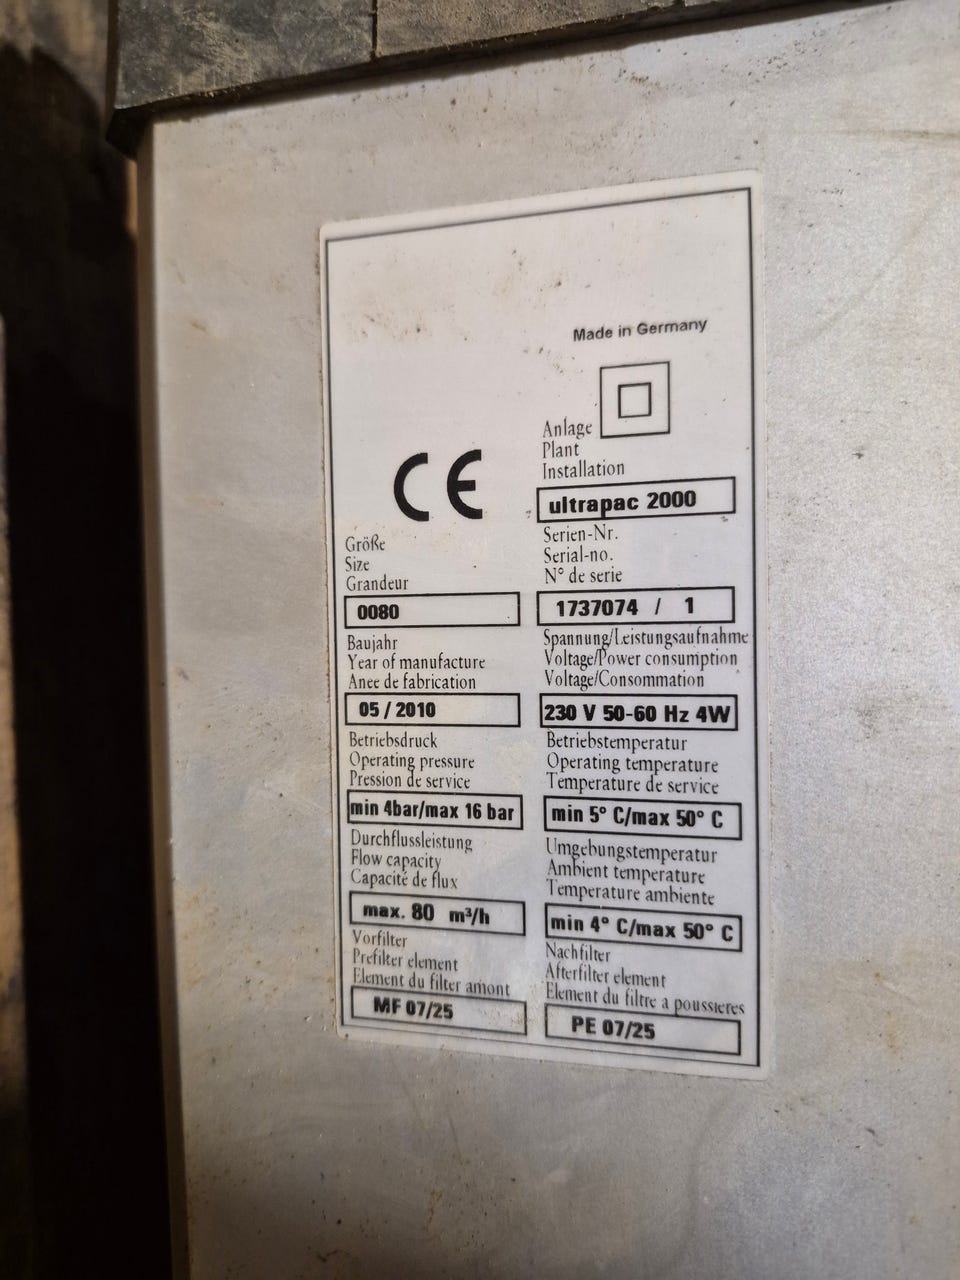 Made in Germany
CE
Anlage
Plant
Installation
ultrapac 2000
Größe
Size
Grandeur
0080
Serien-Nr.
Serial-no.
N° de serie
1737074 / 1
Baujahr
Year of manufacture
Anee de fabrication
05 / 2010
Spannung/Leistungsaufnahme
Voltage/Power consumption
Voltage/Consommation
230 V 50-60 Hz 4W
Betriebsdruck
Operating pressure
Pression de service
min 4bar/max 16 bar
Betriebstemperatur
Operating temperature
Temperature de service
min 5° C/max 50° C
Durchflussleistung
Flow capacity
Capacité de flux
max. 80 m³/h
Umgebungstemperatur
Ambient temperature
Temperature ambiente
min 4° C/max 50° C
Vorfilter
Prefilter element
Element du filter amont
MF 07/25
Nachfilter
Afterfilter element
Element du filtre a poussieres
PE 07/25